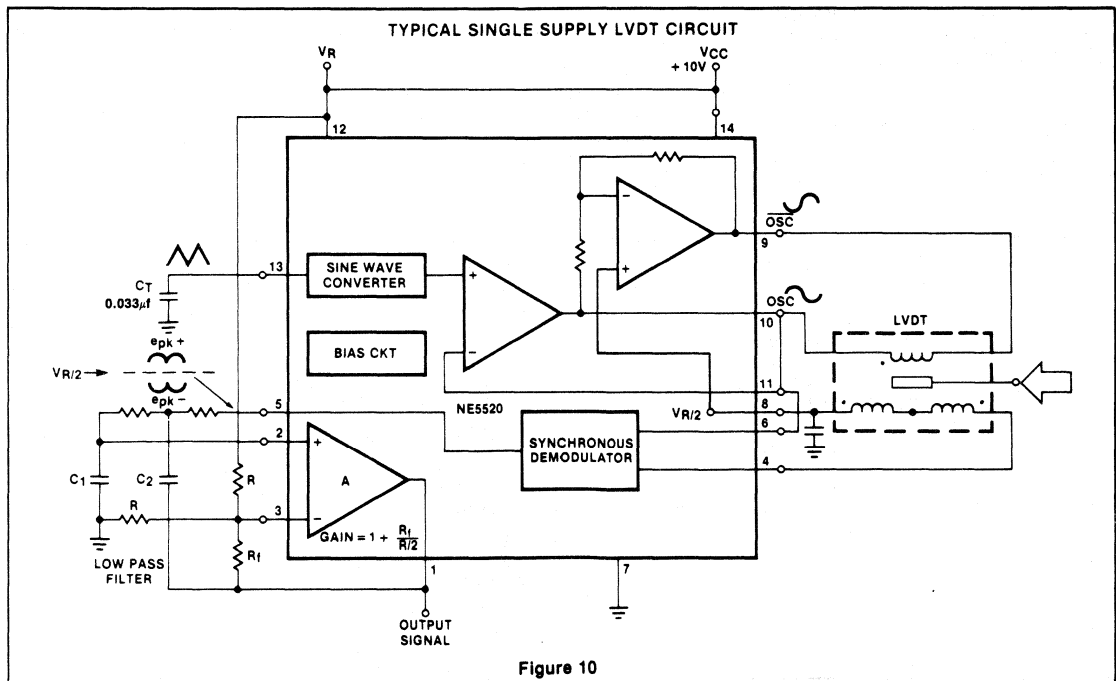 TYPICAL SINGLE SUPPLY LVDT CIRCUIT
VR
VCC
+ 10V
12
14
OSC
9
13
SINE WAVE
CONVERTER
+
−
−
+
CT
0.033µf
OSC
10
LVDT
BIAS CKT
epk +
VR/2
epk −
11
5
NE5520
VR/2
8
6
SYNCHRONOUS
DEMODULATOR
2
+
4
C1
C2
R
A
R
3
−
GAIN = 1 + Rf
R/2
Rf
LOW PASS
FILTER
1
7
OUTPUT
SIGNAL
Figure 10